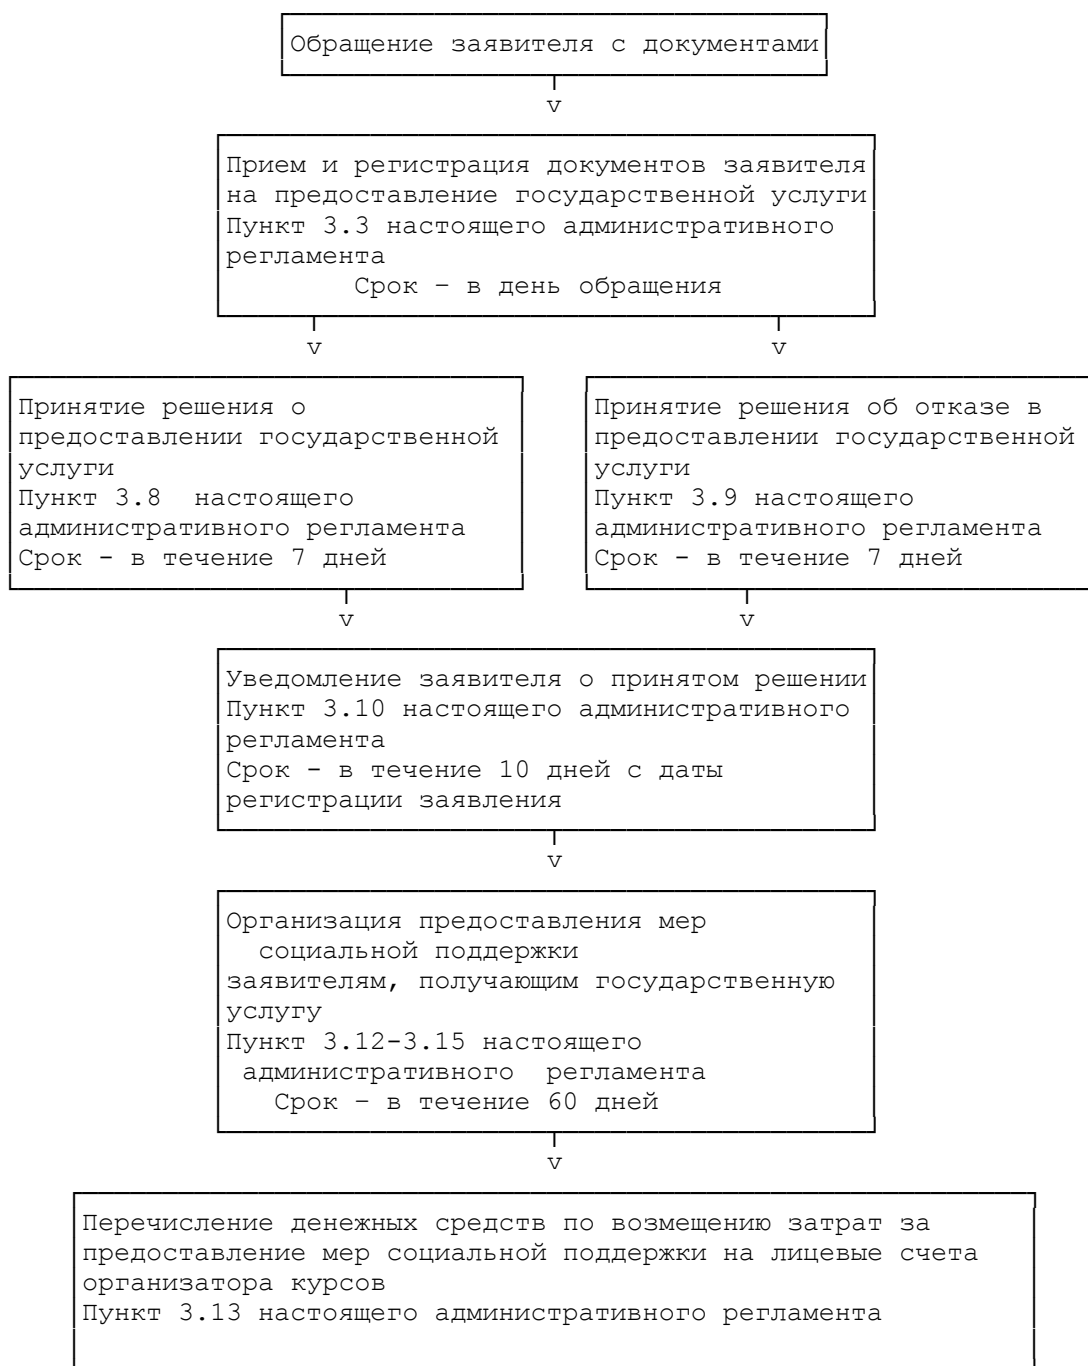 Обращение заявителя с документами
v
Прием и регистрация документов заявителя
на предоставление государственной услуги
Пункт 3.3 настоящего административного
регламента
Срок – в день обращения
v
v
Принятие решения о
предоставлении государственной
услуги
Пункт 3.8 настоящего
административного регламента
Срок - в течение 7 дней
v
Принятие решения об отказе в
предоставлении государственной
услуги
Пункт 3.9 настоящего
административного регламента
Срок - в течение 7 дней
v
Уведомление заявителя о принятом решении
Пункт 3.10 настоящего административного
регламента
Срок - в течение 10 дней с даты
регистрации заявления
v
Организация предоставления мер
социальной поддержки
заявителям, получающим государственную
услугу
Пункт 3.12-3.15 настоящего
административного регламента
Срок – в течение 60 дней
v
Перечисление денежных средств по возмещению затрат за
предоставление мер социальной поддержки на лицевые счета
организатора курсов
Пункт 3.13 настоящего административного регламента